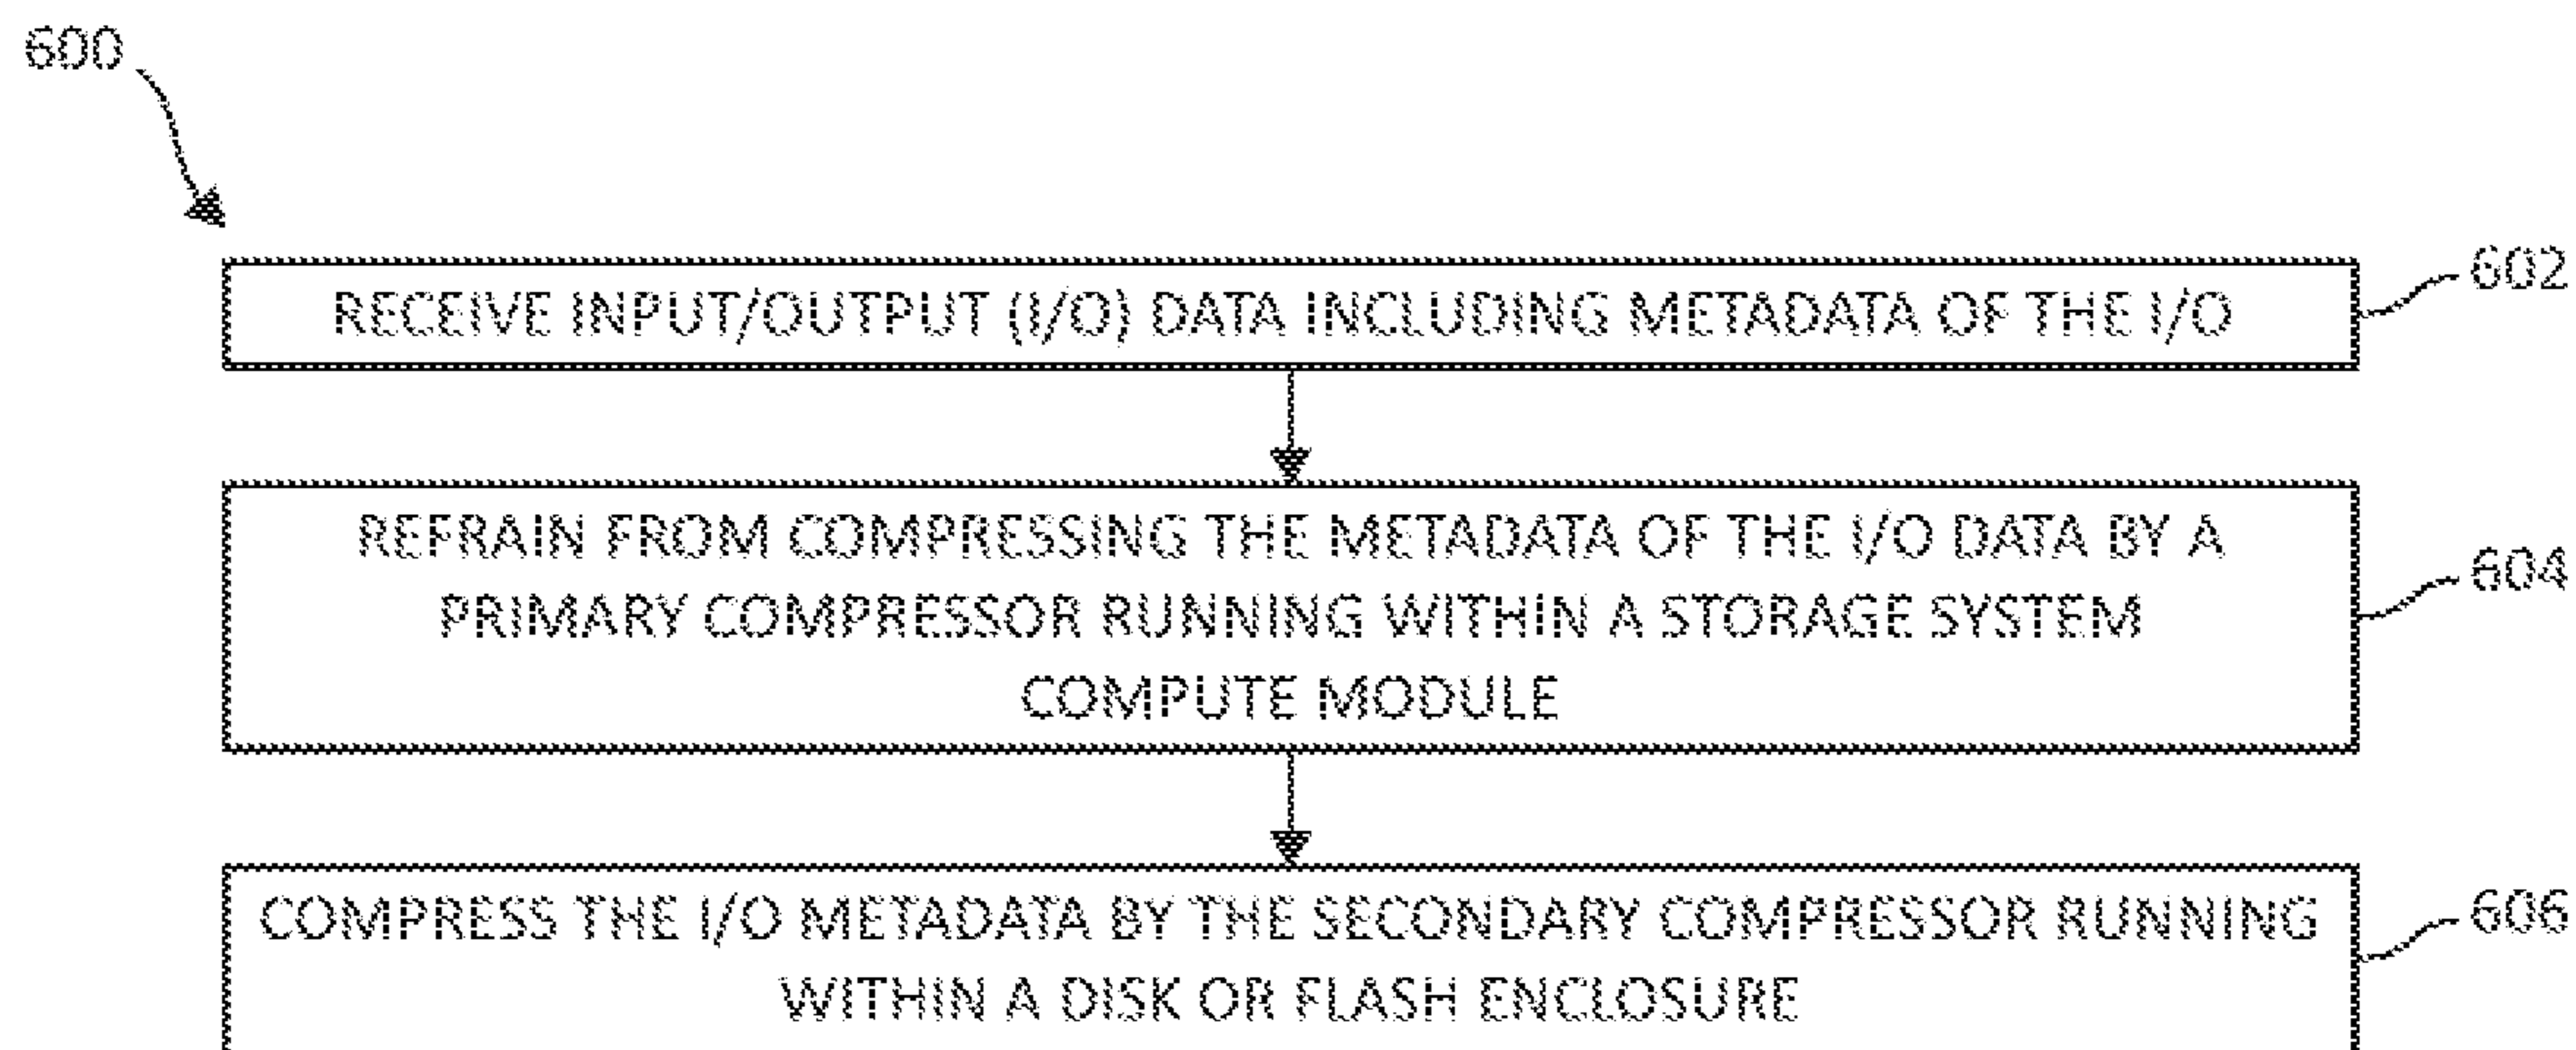 600
RECEIVE INPUT/OUTPUT (I/O) DATA INCLUDING METADATA OF THE I/O
602
REFRAIN FROM COMPRESSING THE METADATA OF THE I/O DATA BY A
PRIMARY COMPRESSOR RUNNING WITHIN A STORAGE SYSTEM
COMPUTE MODULE
604
COMPRESS THE I/O METADATA BY THE SECONDARY COMPRESSOR RUNNING
WITHIN A DISK OR FLASH ENCLOSURE
606